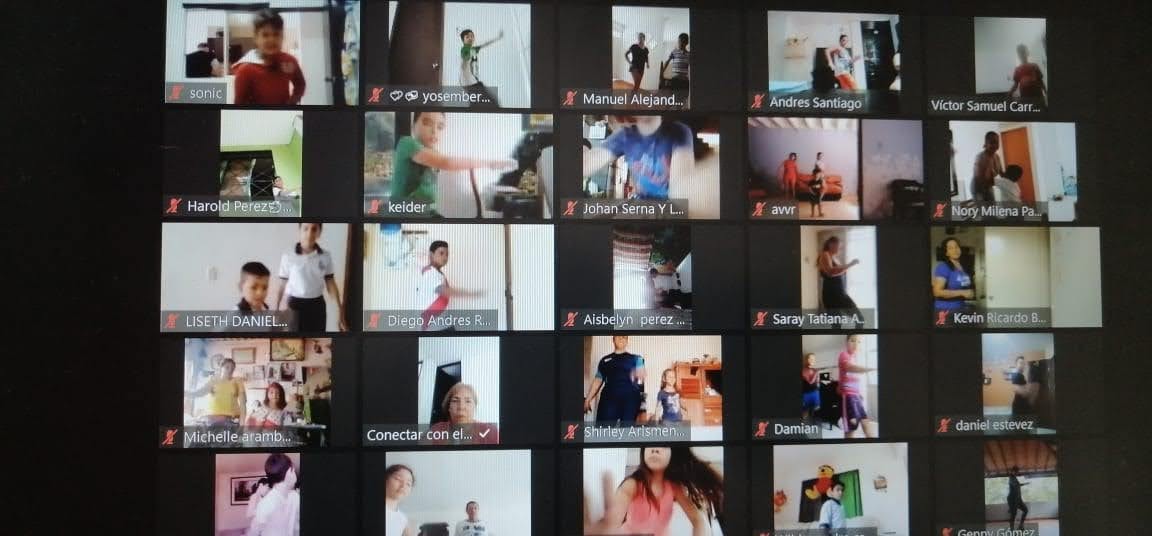 sonic
yosember...
Manuel Alejand...
Andres Santiago
Víctor Samuel Carr...
Harold Perez
keider
Johan Serna Y L...
avvr
Nory Milena Pa...
LISETH DANIEL...
Diego Andres R...
Aisbelyn perez ...
Saray Tatiana A..
Kevin Ricardo B...
Michelle aramb...
Conectar con el...
Shirley Arismen...
Damian
daniel estevez
Genny Gómez